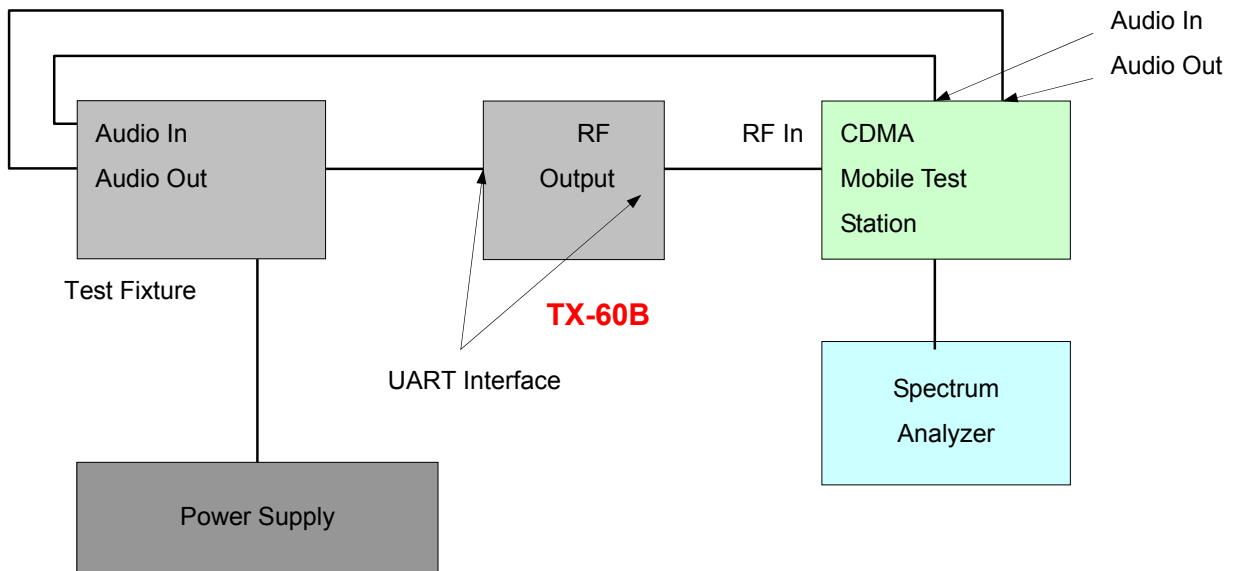 Audio In
Audio Out
Audio In
Audio Out
RF
Output
RF In
CDMA
Mobile Test
Station
Test Fixture
TX-60B
UART Interface
Spectrum
Analyzer
Power Supply